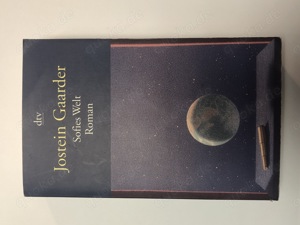 dtv
Jostein Gaarder
Sofies Welt
Roman